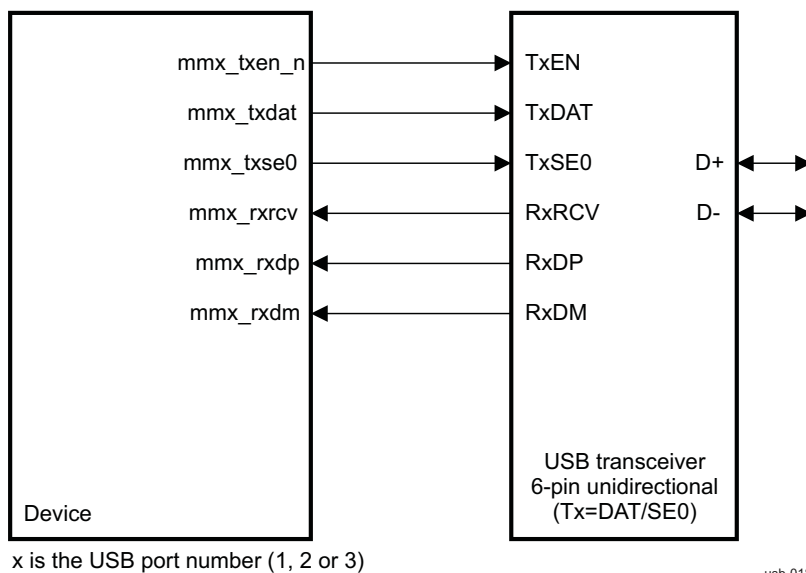 mmx_txen_n TxEN
mmx_txdat TxDAT
mmx_txse0 TxSE0 D+
mmx_rxrcv RxRCV D-
mmx_rxdp RxDP
mmx_rxdm RxDM
USB transceiver
6-pin unidirectional
(Tx=DAT/SE0)
Device
x is the USB port number (1, 2 or 3)